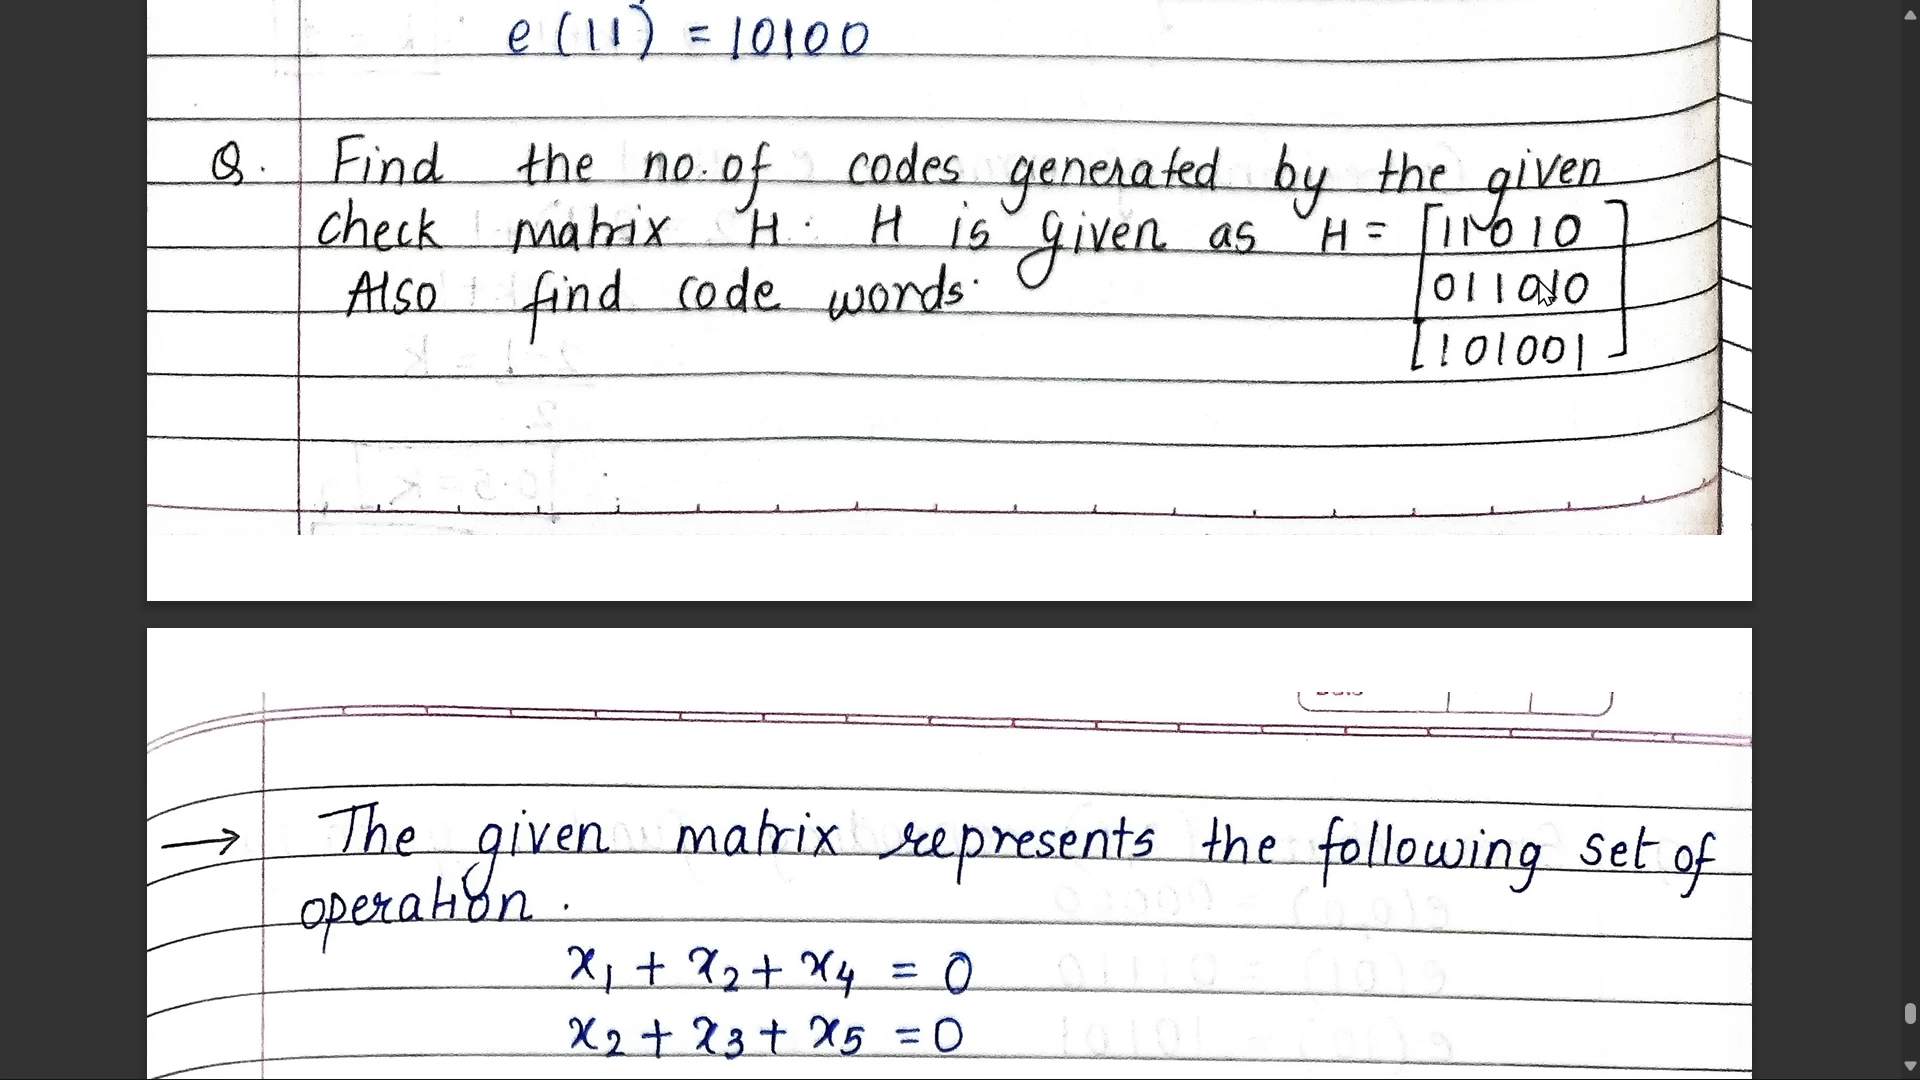 e (11) = 10100
Q. Find the no. of codes generated by the given
check matrix H. H is given as H = [11010
Also find code words. 011010
101001]
The given matrix represents the following set of
operation.
x₁ + x₂ + x₄ = 0
x₂ + x₃ + x₅ = 0